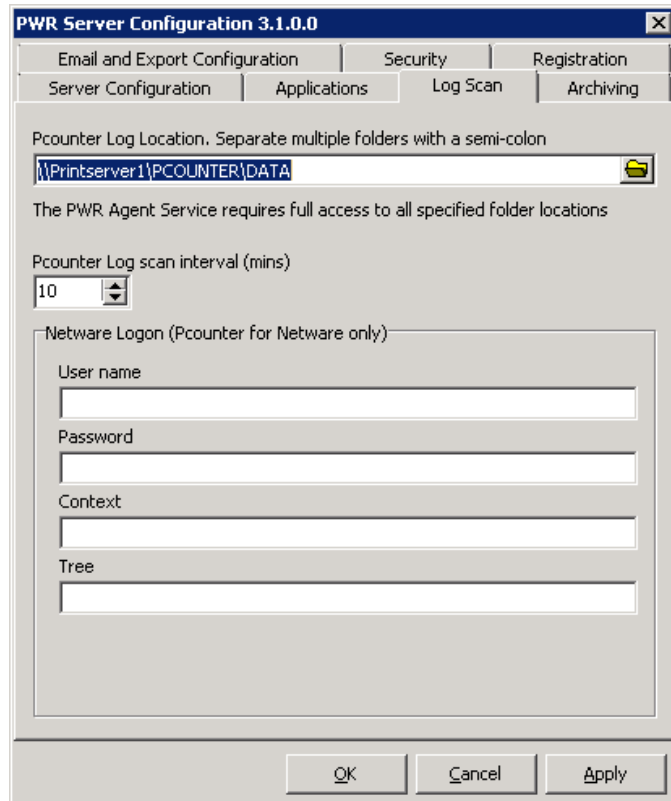 PWR Server Configuration 3.1.0.0
Email and Export Configuration Security Registration
Server Configuration Applications Log Scan Archiving
Pcounter Log Location. Separate multiple folders with a semi-colon
\\Printserver1\PCOUNTER\DATA
The PWR Agent Service requires full access to all specified folder locations
Pcounter Log scan interval (mins)
10
Netware Logon (Pcounter for Netware only)
User name
Password
Context
Tree
OK Cancel Apply